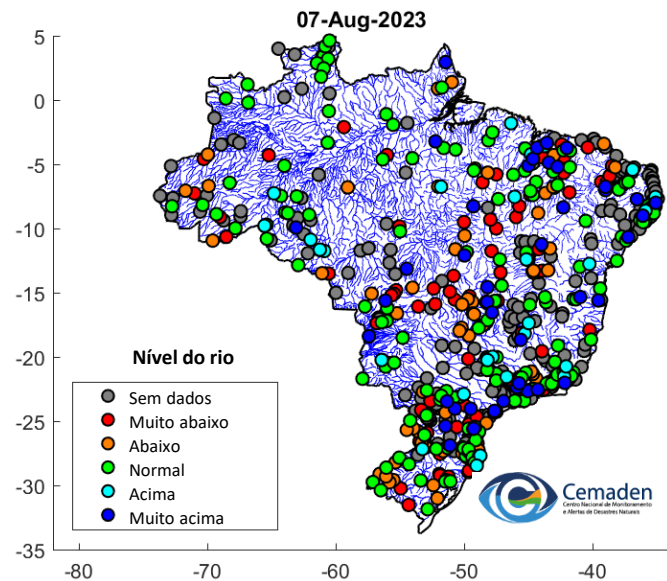 07-Aug-2023
5
0
-5
-10
-15
-20
-25
-30
-35
Nível do rio
Sem dados
Muito abaixo
Abaixo
Normal
Acima
Muito acima
Cemaden
Centro Nacional de Monitoramento
e Alertas de Desastres Naturais
-80
-70
-60
-50
-40